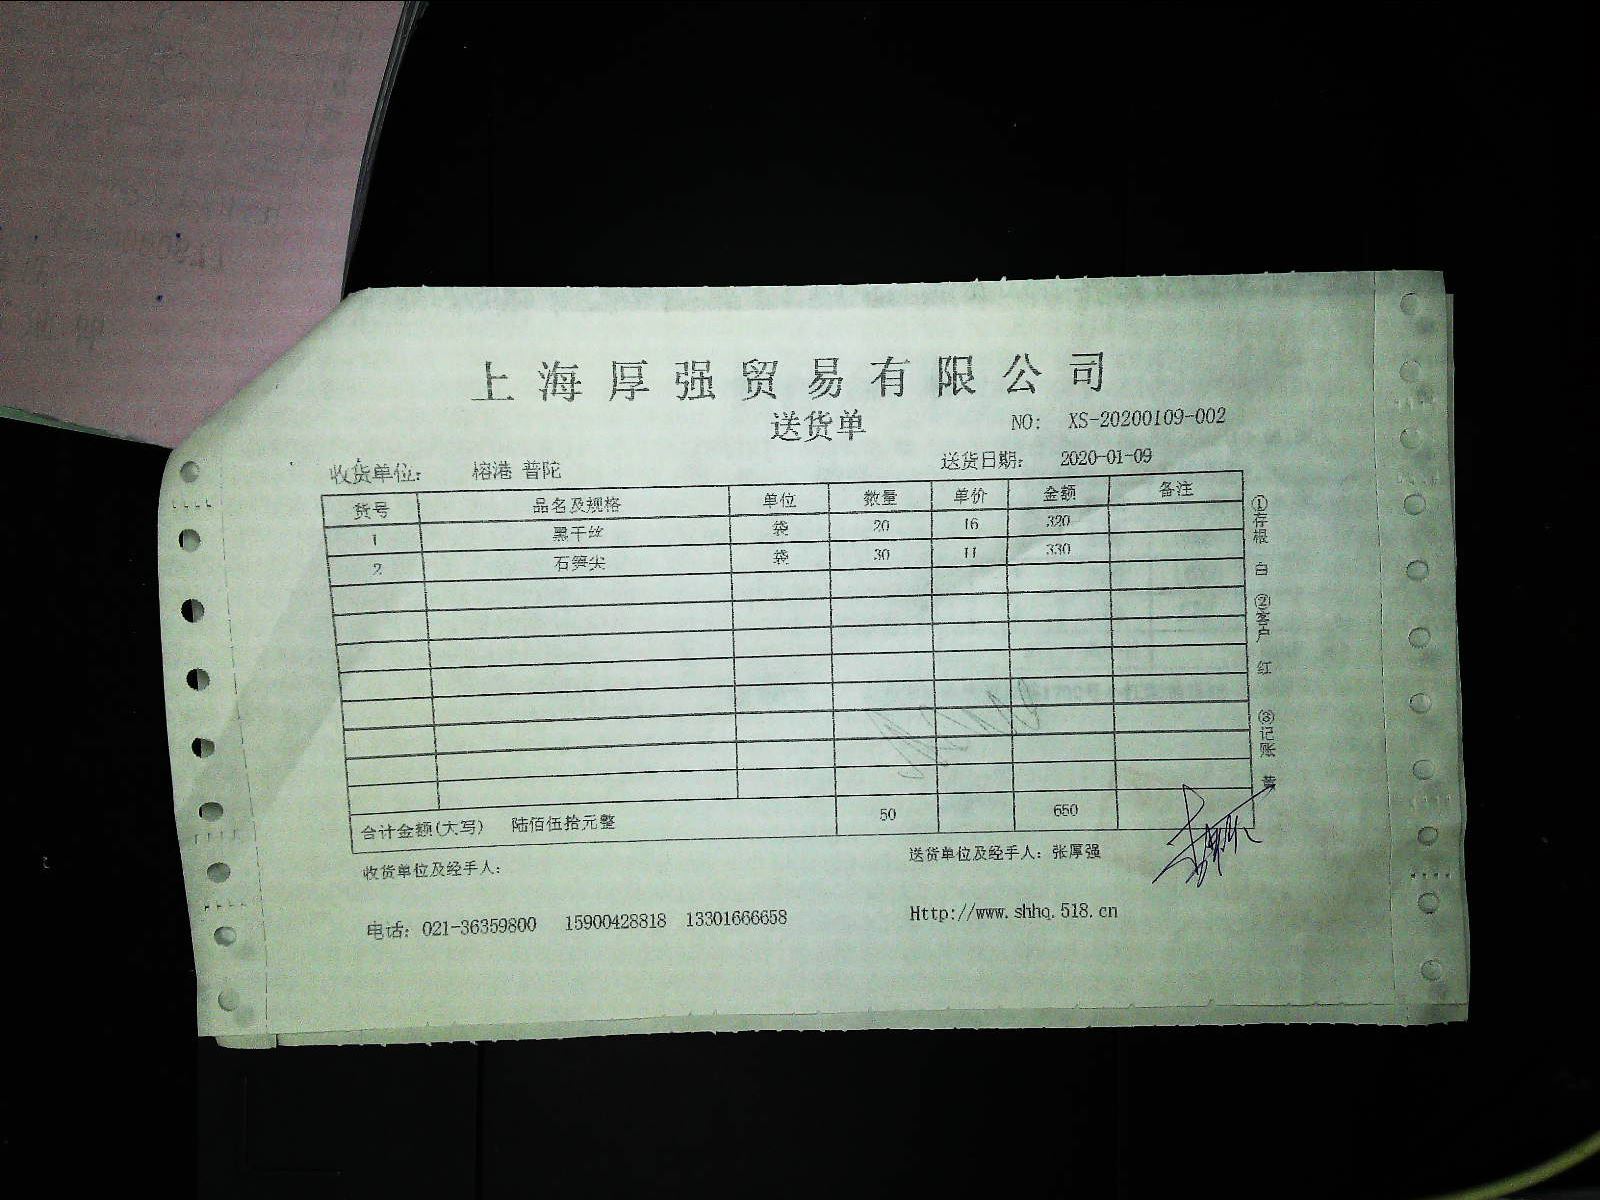 上海厚强贸易有限公司
送货单
NO: XS-20200109-002
收货单位: 榕港 普陀
送货日期: 2020-01-09
货号 品名及规格 单位 数量 单价 金额 备注
1 黑干丝 袋 20 16 320
2 石笋尖 袋 30 11 330
合计金额(大写) 陆佰伍拾元整 50 650
①存根 白 ②客户 红 ③记账 黄
收货单位及经手人:
送货单位及经手人: 张厚强
电话: 021-36359800 15900428818 13301666658
Http://www.shhq.518.cn